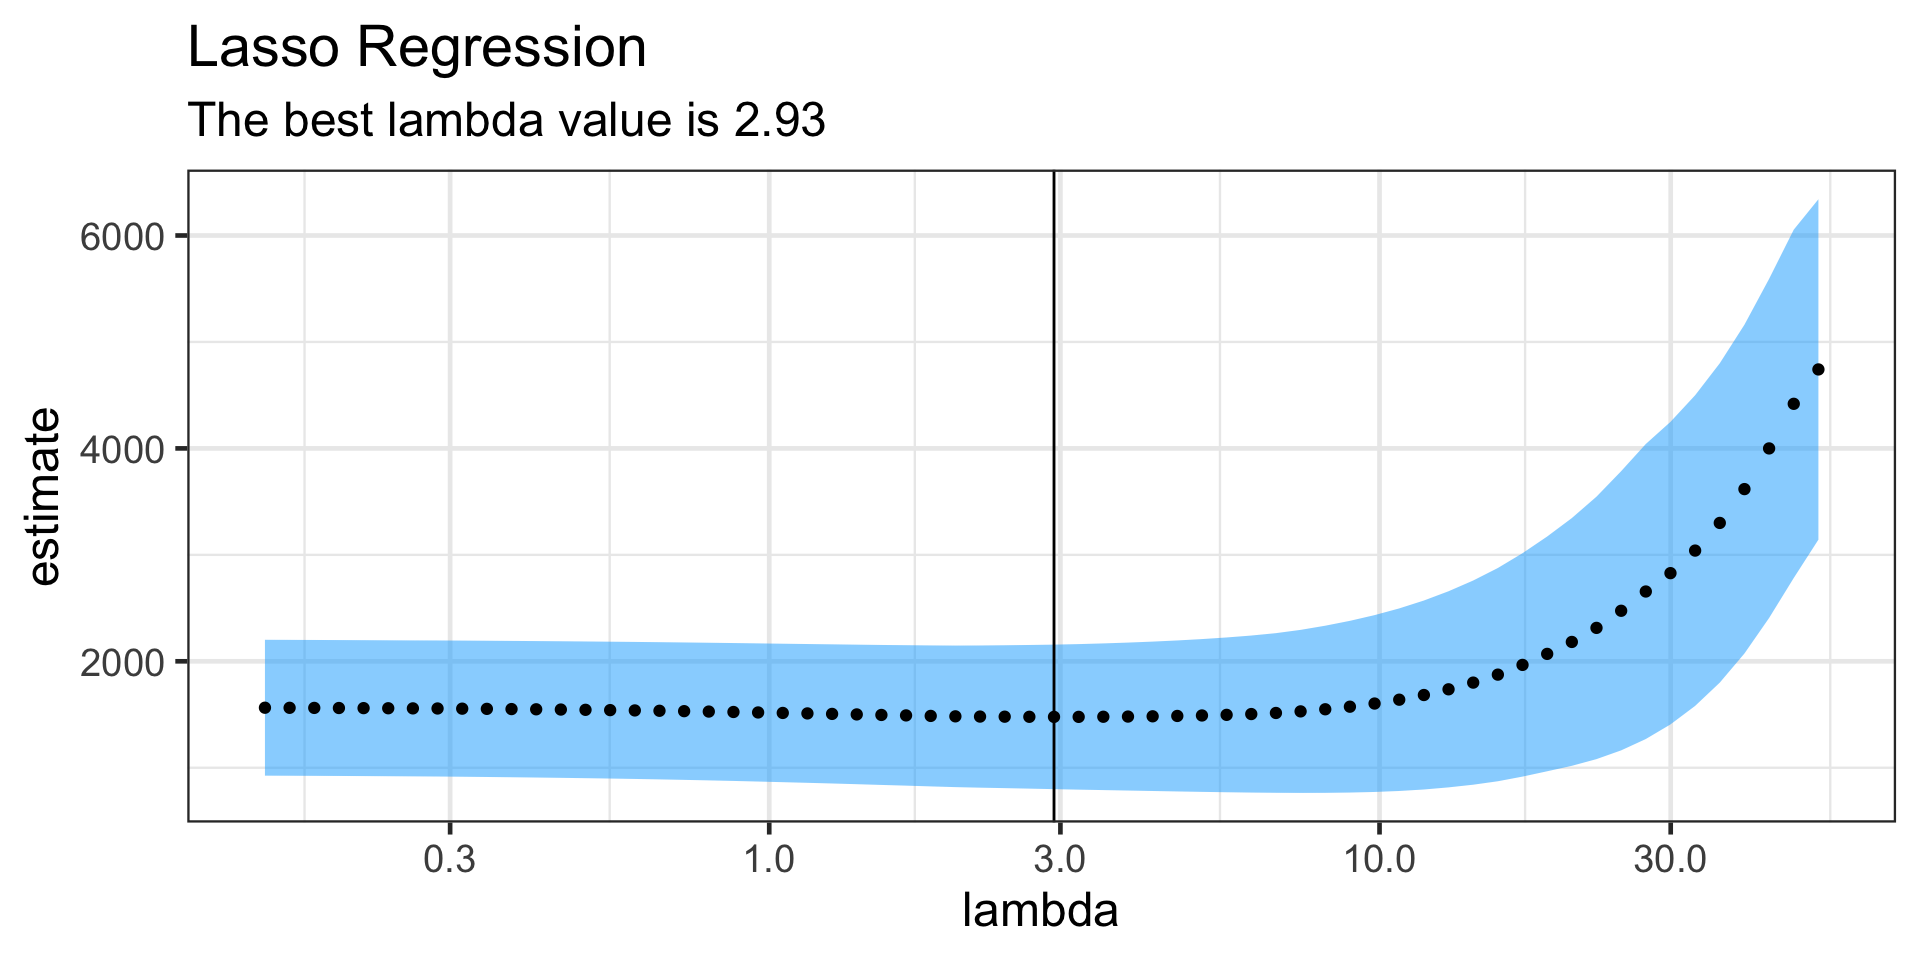 Lasso Regression
The best lambda value is 2.93
6000
4000
2000
estimate
0.3 1.0 3.0 10.0 30.0
lambda